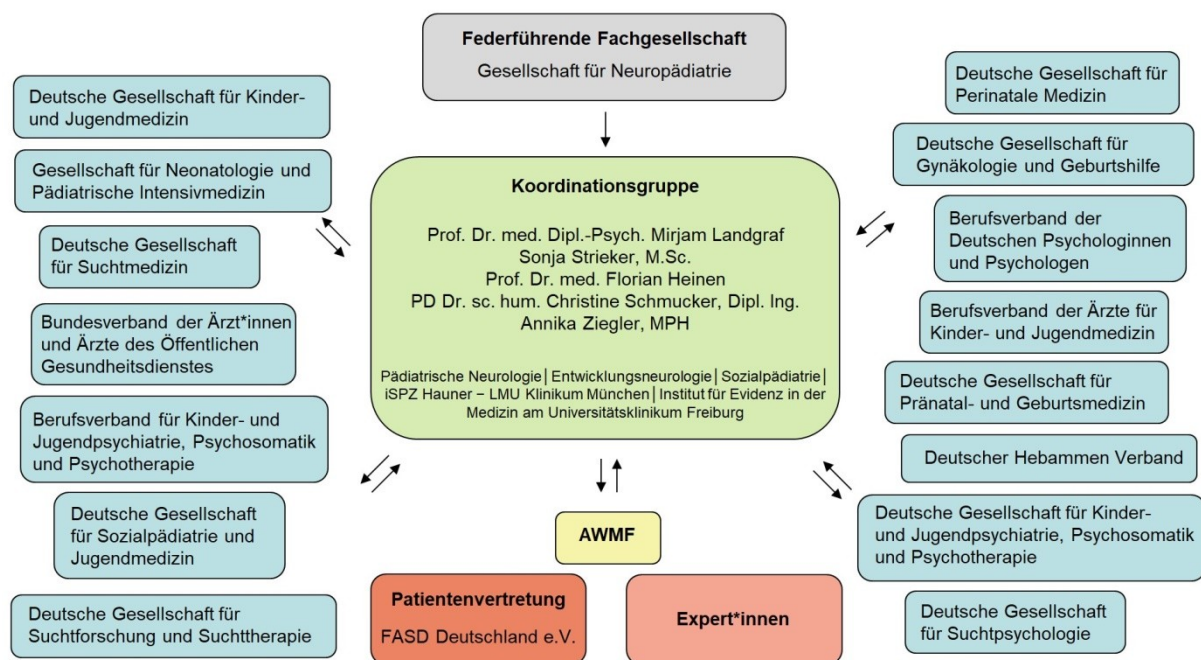 Federführende Fachgesellschaft
Gesellschaft für Neuropädiatrie
Deutsche Gesellschaft für Kinder-
und Jugendmedizin
Gesellschaft für Neonatologie und
Pädiatrische Intensivmedizin
Deutsche Gesellschaft
für Suchtmedizin
Bundesverband der Ärzt*innen
und Ärzte des Öffentlichen
Gesundheitsdienstes
Berufsverband für Kinder- und
Jugendpsychiatrie, Psychosomatik
und Psychotherapie
Deutsche Gesellschaft
für Sozialpädiatrie und
Jugendmedizin
Deutsche Gesellschaft für
Suchtforschung und Suchttherapie
Koordinationsgruppe
Prof. Dr. med. Dipl.-Psych. Mirjam Landgraf
Sonja Strieker, M.Sc.
Prof. Dr. med. Florian Heinen
PD Dr. sc. hum. Christine Schmucker, Dipl. Ing.
Annika Ziegler, MPH
Pädiatrische Neurologie|Entwicklungsneurologie|Sozialpädiatrie|
iSPZ Hauner – LMU Klinikum München|Institut für Evidenz in der
Medizin am Universitätsklinikum Freiburg
AWMF
Patientenvertretung
FASD Deutschland e.V.
Expert*innen
Deutsche Gesellschaft für
Perinatale Medizin
Deutsche Gesellschaft für
Gynäkologie und Geburtshilfe
Berufsverband der
Deutschen Psychologinnen
und Psychologen
Berufsverband der Ärzte für
Kinder- und Jugendmedizin
Deutsche Gesellschaft für
Pränatal- und Geburtsmedizin
Deutscher Hebammen Verband
Deutsche Gesellschaft für Kinder-
und Jugendpsychiatrie, Psychosomatik
und Psychotherapie
Deutsche Gesellschaft
für Suchtpsychologie